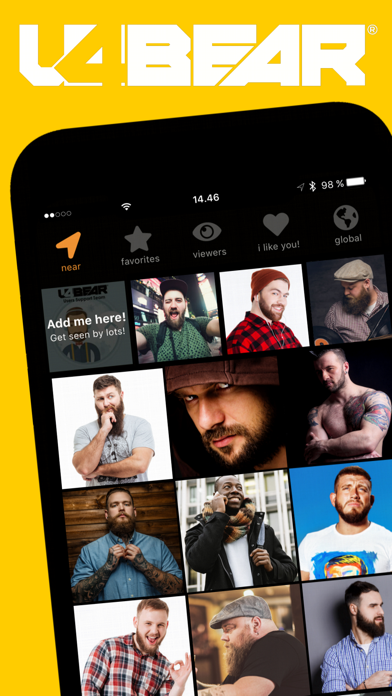 U4BEAR®
14.46
98 %
near
favorites
viewers
i like you!
global
U4BEAR
Add me here!
Get seen by lots!